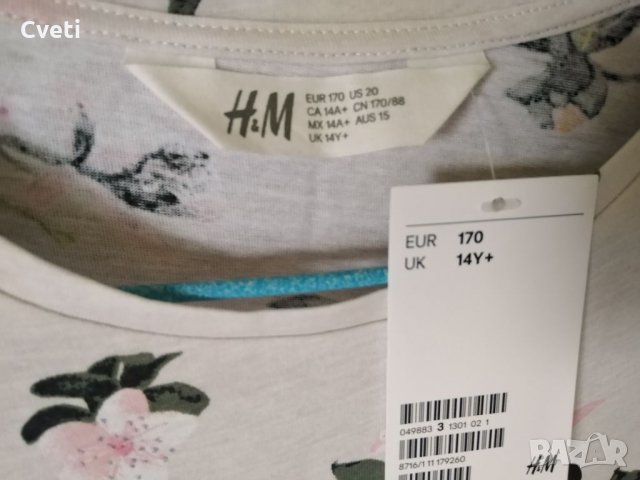 Cveti
H&M
EUR 170 US 20
CA 14A+ CN 170/88
MX 14A+ AUS 15
UK 14Y+
EUR 170
UK 14Y+
049883 3 1301 02 1
8716/1 11 179260
H&M
BAZAR